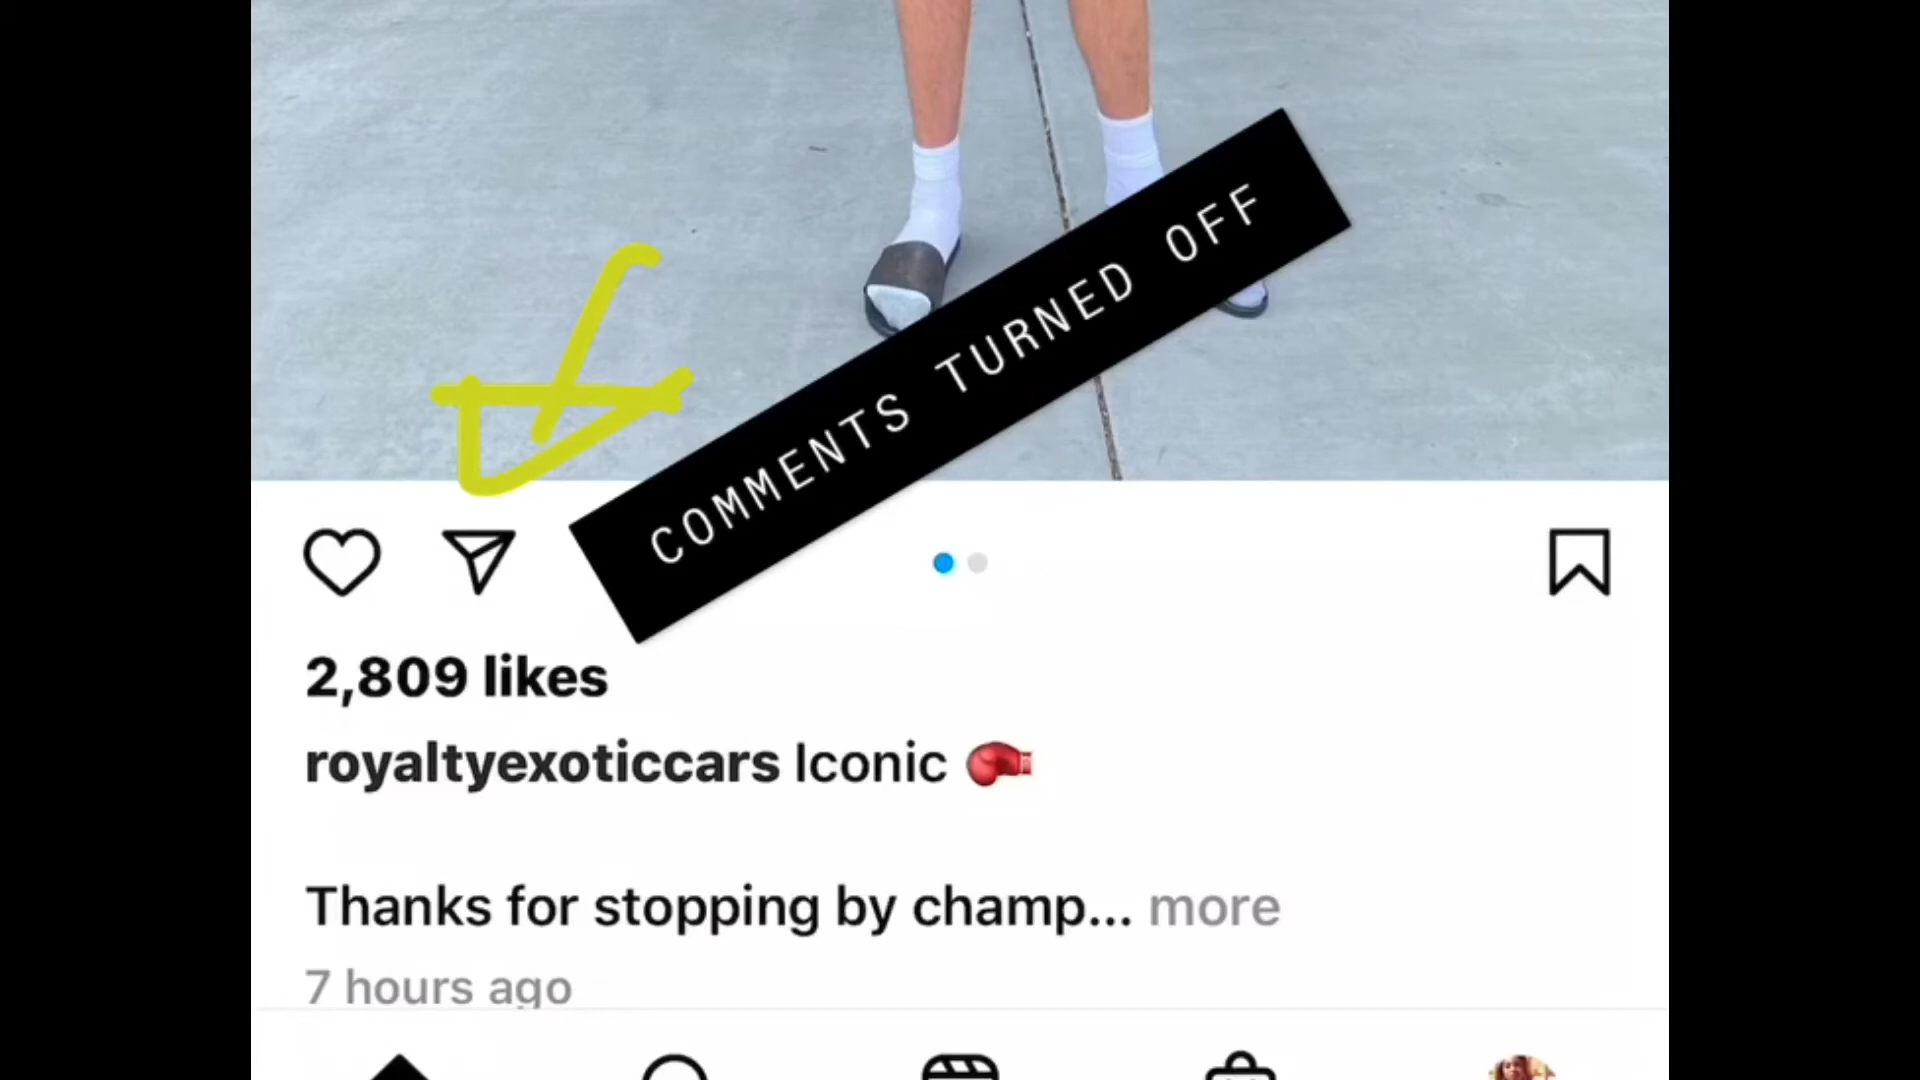 COMMENTS TURNED OFF
2,809 likes
royaltyexoticcars Iconic 🥊
Thanks for stopping by champ... more
7 hours ago